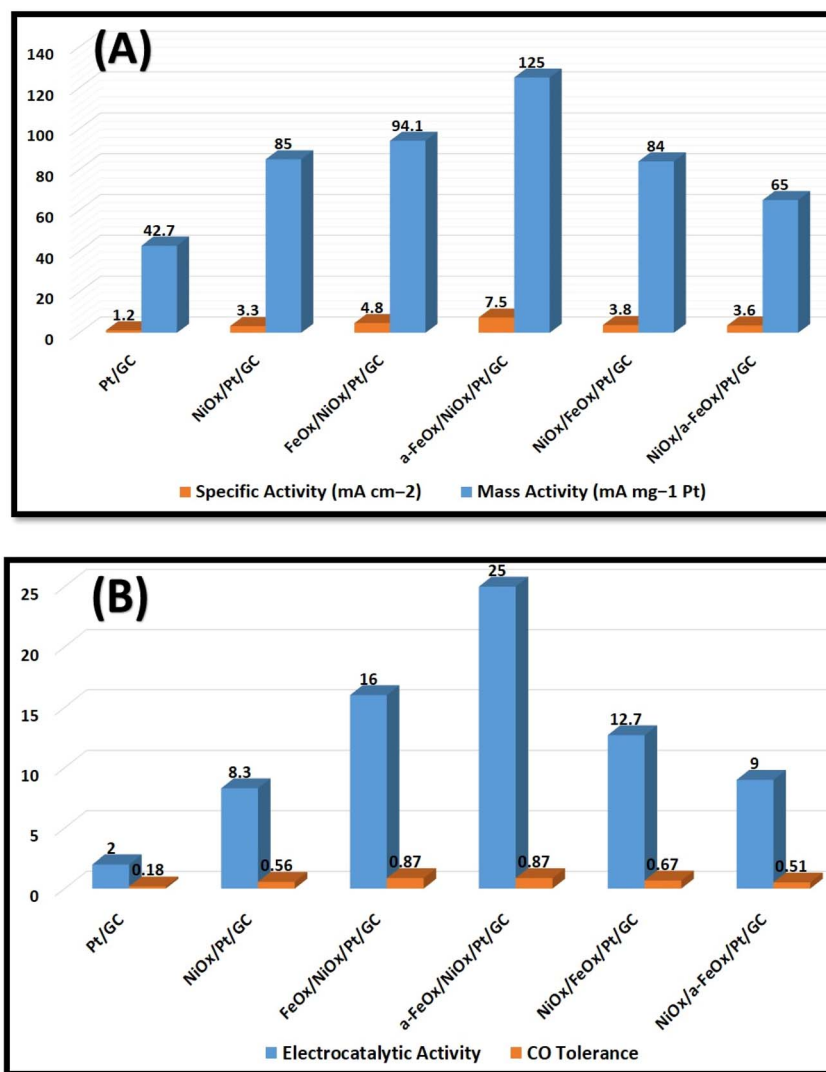 (A)
140
120
100
80
60
40
20
0
1.2
42.7
3.3
85
4.8
94.1
7.5
125
3.8
84
3.6
65
Pt/GC
NiOx/Pt/GC
FeOx/NiOx/Pt/GC
a-FeOx/NiOx/Pt/GC
NiOx/FeOx/Pt/GC
NiOx/a-FeOx/Pt/GC
Specific Activity (mA cm–2) Mass Activity (mA mg–1 Pt)
(B)
25
20
15
10
5
0
2
0.18
8.3
0.56
16
0.87
25
0.87
12.7
0.67
9
0.51
Pt/GC
NiOx/Pt/GC
FeOx/NiOx/Pt/GC
a-FeOx/NiOx/Pt/GC
NiOx/FeOx/Pt/GC
NiOx/a-FeOx/Pt/GC
Electrocatalytic Activity CO Tolerance